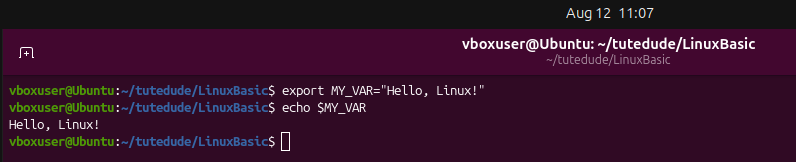 Aug 12 11:07
vboxuser@Ubuntu: ~/tutedude/LinuxBasic
~/tutedude/LinuxBasic
vboxuser@Ubuntu:~/tutedude/LinuxBasic$ export MY_VAR="Hello, Linux!"
vboxuser@Ubuntu:~/tutedude/LinuxBasic$ echo $MY_VAR
Hello, Linux!
vboxuser@Ubuntu:~/tutedude/LinuxBasic$